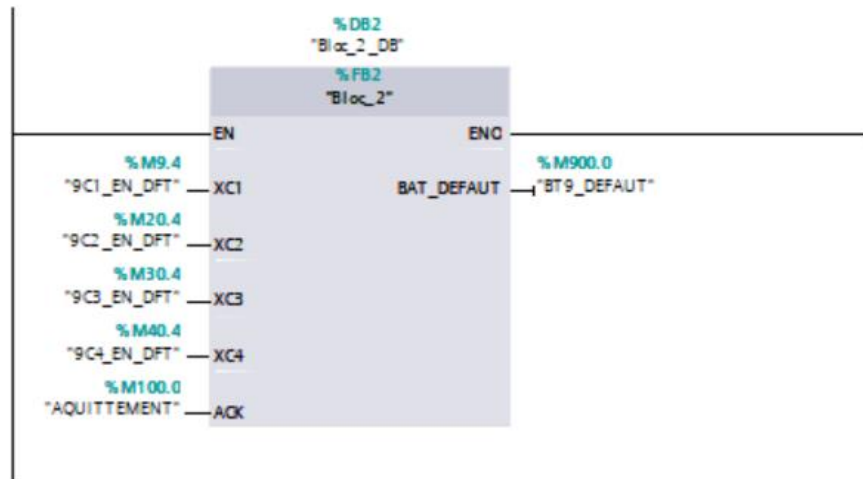 %DB2
"Bloc_2_DB"
%FB2
"Bloc_2"
EN ENO
%M9.4 %M900.0
"9C1_EN_DFT" XC1 BAT_DEFAUT "BT9_DEFAUT"
%M20.4
"9C2_EN_DFT" XC2
%M30.4
"9C3_EN_DFT" XC3
%M40.4
"9C4_EN_DFT" XC4
%M100.0
"AQUITTEMENT" ACK